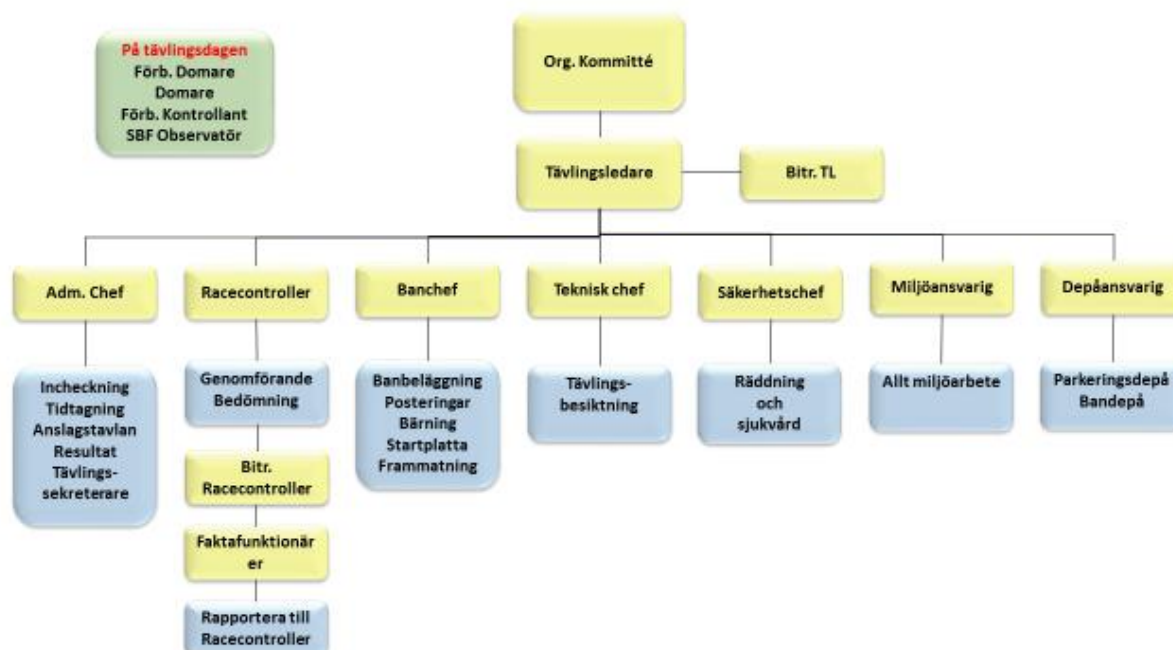 På tävlingsdagen
Förb. Domare
Domare
Förb. Kontrollant
SBF Observatör
Org. Kommitté
Tävlingsledare
Bitr. TL
Adm. Chef
Racecontroller
Banchef
Teknisk chef
Säkerhetschef
Miljöansvarig
Depåansvarig
Incheckning
Tidtagning
Anslagstavlan
Resultat
Tävlings-
sekreterare
Genomförande
Bedömning
Bitr.
Racecontroller
Faktafunktionär
er
Rapportera till
Racecontroller
Banbeläggning
Posteringar
Bärning
Startplatta
Frammatning
Tävlings-
besiktning
Räddning
och
sjukvård
Allt miljöarbete
Parkeringsdepå
Bandepå